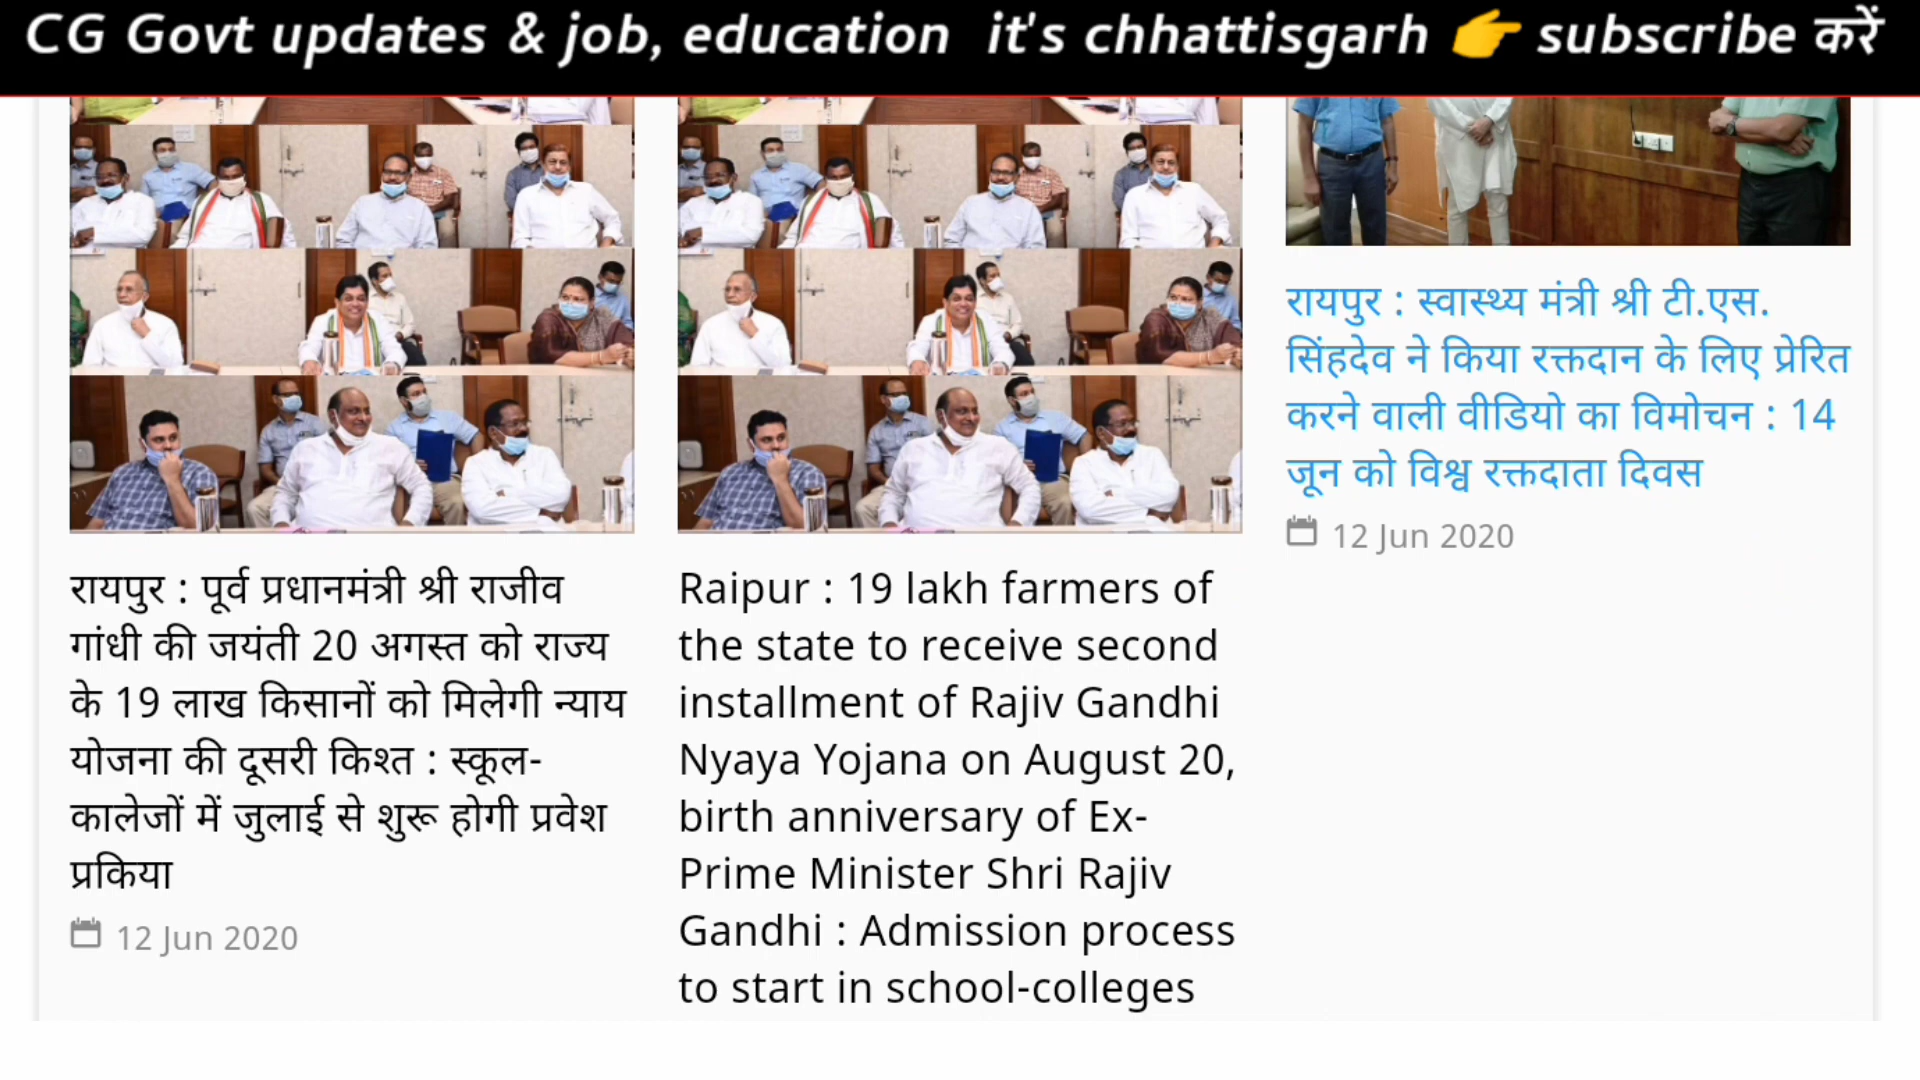 CG Govt updates & job, education it's chhattisgarh 👉 subscribe करें
रायपुर : पूर्व प्रधानमंत्री श्री राजीव
गांधी की जयंती 20 अगस्त को राज्य
के 19 लाख किसानों को मिलेगी न्याय
योजना की दूसरी किश्त : स्कूल-
कालेजों में जुलाई से शुरू होगी प्रवेश
प्रकिया
12 Jun 2020
Raipur : 19 lakh farmers of
the state to receive second
installment of Rajiv Gandhi
Nyaya Yojana on August 20,
birth anniversary of Ex-
Prime Minister Shri Rajiv
Gandhi : Admission process
to start in school-colleges
रायपुर : स्वास्थ्य मंत्री श्री टी.एस.
सिंहदेव ने किया रक्तदान के लिए प्रेरित
करने वाली वीडियो का विमोचन : 14
जून को विश्व रक्तदाता दिवस
12 Jun 2020